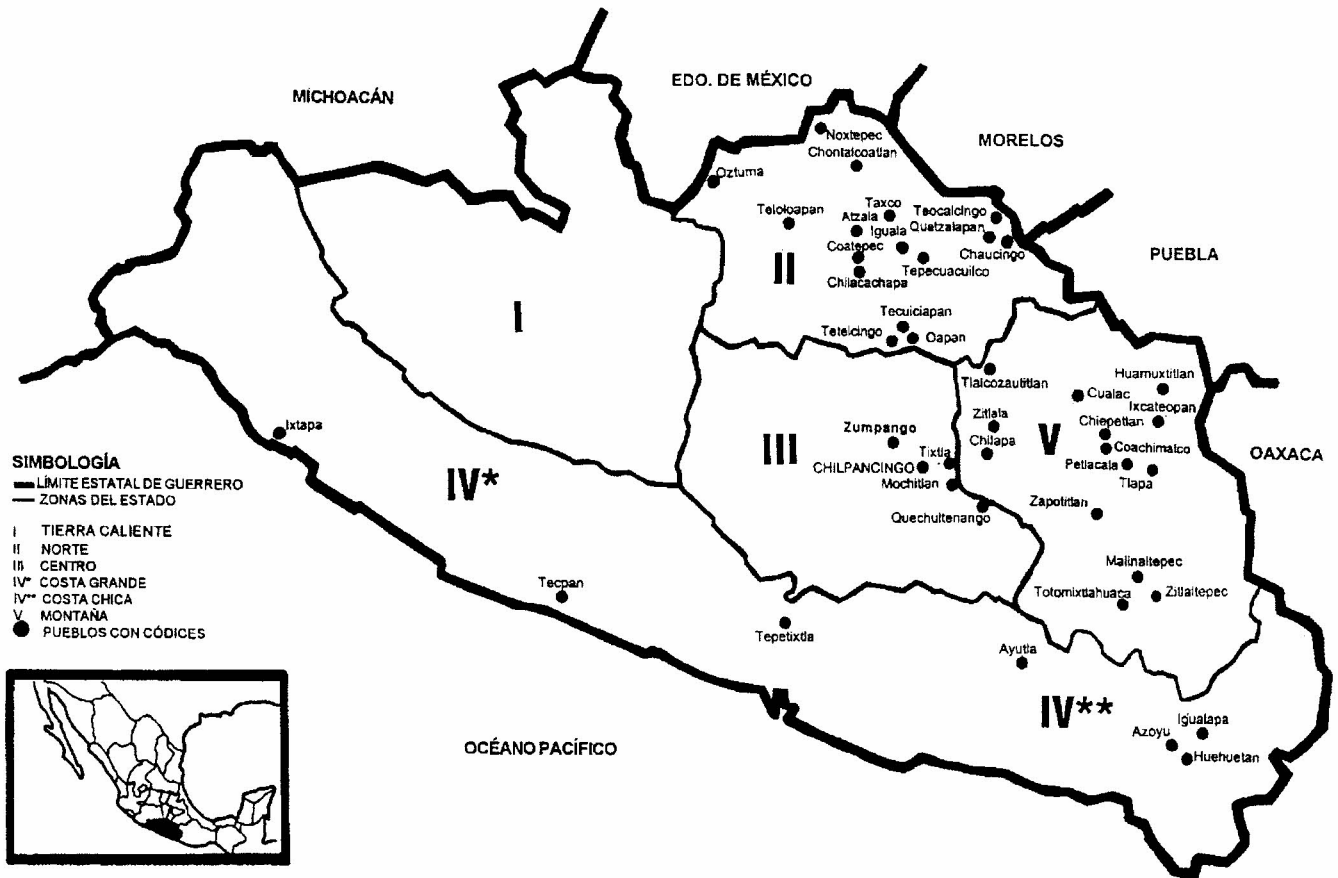 MICHOACÁN
EDO. DE MÉXICO
MORELOS
PUEBLA
OAXACA
OCÉANO PACÍFICO
Noxtepec
Chontalcoatlan
Oztuma
Teloloapan
Taxco
Atzala
Iguala
Coatepec
Chilacachapa
Tepecuacuilco
Teocalcingo
Quetzalapan
Chaucingo
II
Tecuiciapan
Tetelcingo
Oapan
I
Tlalcozautitlan
Huamuxtitlan
Cualac
Ixcateopan
Chiepetlan
Coachimalco
Petlacala
Tlapa
Zitlala
Chilapa
V
Zapotitlan
Malinaltepec
Totomixtlahuaca
Zitlaltepec
III
Zumpango
Tixtla
CHILPANCINGO
Mochitlan
Quechultenango
Ixtapa
IV*
Tecpan
Tepetixtla
Ayutla
IV**
Igualapa
Azoyu
Huehuetan
SIMBOLOGÍA
LÍMITE ESTATAL DE GUERRERO
ZONAS DEL ESTADO
I TIERRA CALIENTE
II NORTE
III CENTRO
IV* COSTA GRANDE
IV** COSTA CHICA
V MONTAÑA
PUEBLOS CON CÓDICES